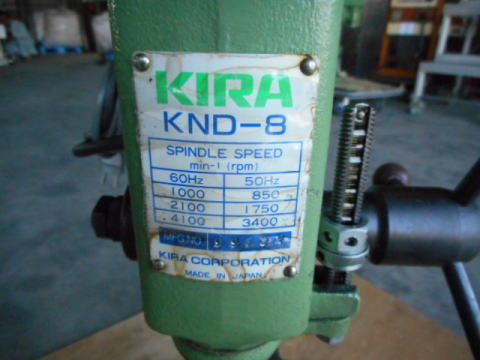 KIRA
KND-8
SPINDLE SPEED
min-1 (rpm)
60Hz 50Hz
1000 850
2100 1750
4100 3400
MFG.NO.
KIRA CORPORATION
MADE IN JAPAN